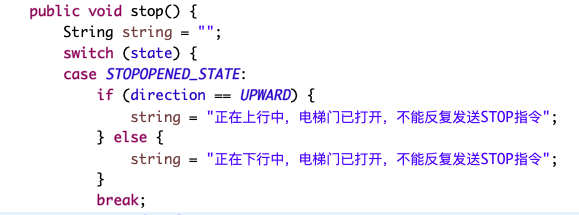 public void stop() {
String string = "";
switch (state) {
case STOPOPENED_STATE:
if (direction == UPWARD) {
string = "正在上行中，电梯门已打开，不能反复发送STOP指令";
} else {
string = "正在下行中，电梯门已打开，不能反复发送STOP指令";
}
break;